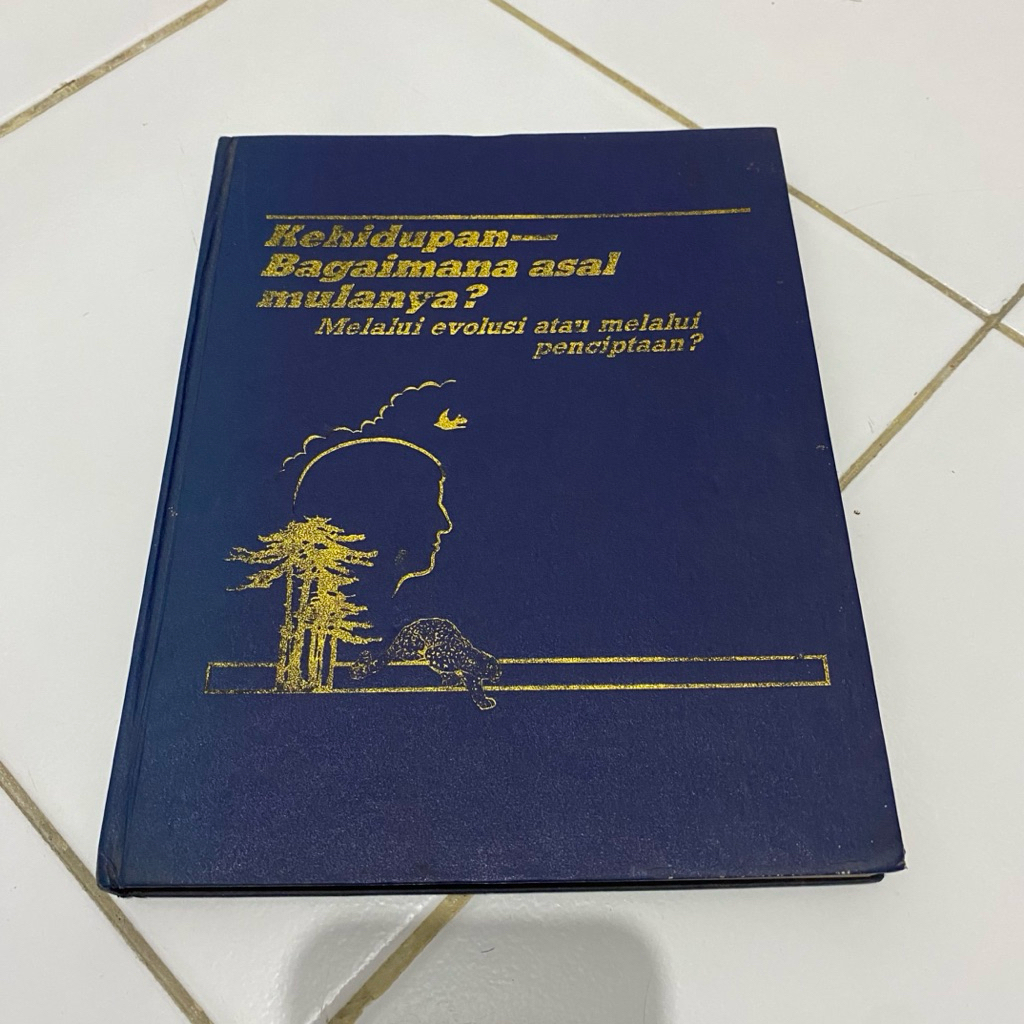 Kehidupan—
Bagaimana asal
mulanya?
Melalui evolusi atau melalui
penciptaan?